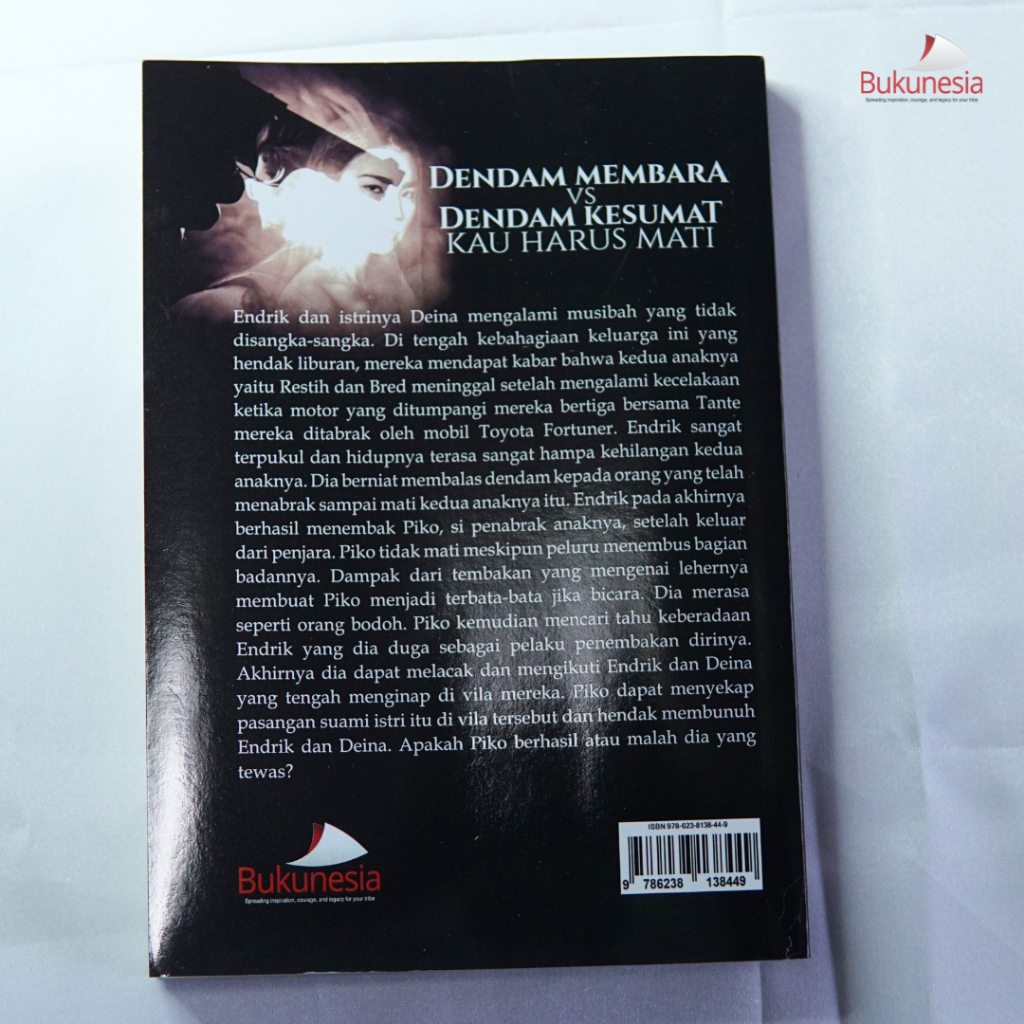 Bukunesia
Spreading inspiration, courage, and legacy for your tribe
DENDAM MEMBARA
VS
DENDAM KESUMAT
KAU HARUS MATI
Endrik dan istrinya Deina mengalami musibah yang tidak
disangka-sangka. Di tengah kebahagiaan keluarga ini yang
hendak liburan, mereka mendapat kabar bahwa kedua anaknya
yaitu Restih dan Bred meninggal setelah mengalami kecelakaan
ketika motor yang ditumpangi mereka bertiga bersama Tante
mereka ditabrak oleh mobil Toyota Fortuner. Endrik sangat
terpukul dan hidupnya terasa sangat hampa kehilangan kedua
anaknya. Dia berniat membalas dendam kepada orang yang telah
menabrak sampai mati kedua anaknya itu. Endrik pada akhirnya
berhasil menembak Piko, si penabrak anaknya, setelah keluar
dari penjara. Piko tidak mati meskipun peluru menembus bagian
badannya. Dampak dari tembakan yang mengenai lehernya
membuat Piko menjadi terbata-bata jika bicara. Dia merasa
seperti orang bodoh. Piko kemudian mencari tahu keberadaan
Endrik yang dia duga sebagai pelaku penembakan dirinya.
Akhirnya dia dapat melacak dan mengikuti Endrik dan Deina
yang tengah menginap di vila mereka. Piko dapat menyekap
pasangan suami istri itu di vila tersebut dan hendak membunuh
Endrik dan Deina. Apakah Piko berhasil atau malah dia yang
tewas?
Bukunesia
Spreading inspiration, courage, and legacy for your tribe
ISBN 978-623-8138-44-9
9 786238 138449